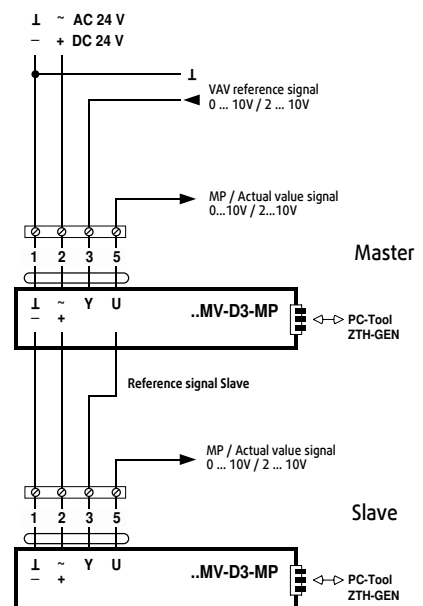 ⊥ ~ AC 24 V
– + DC 24 V
⊥
VAV reference signal
0 ... 10V / 2 ... 10V
MP / Actual value signal
0...10V / 2...10V
1 2 3 5
Master
⊥ ~ Y U
– +
..MV-D3-MP
PC-Tool
ZTH-GEN
Reference signal Slave
MP / Actual value signal
0 ... 10V / 2 ... 10V
1 2 3 5
Slave
⊥ ~ Y U
– +
..MV-D3-MP
PC-Tool
ZTH-GEN